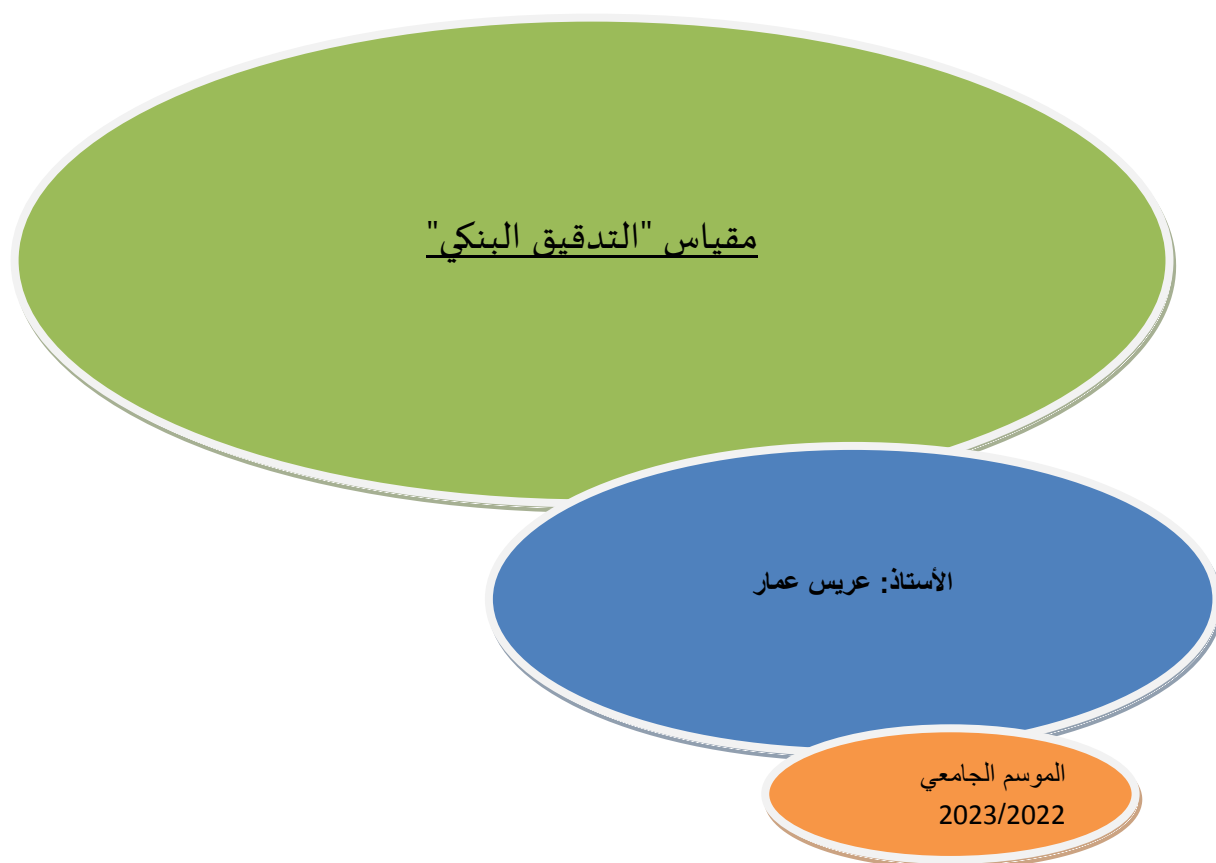 مقياس "التدقيق البنكي"
الأستاذ: عريس عمار
الموسم الجامعي
2023/2022